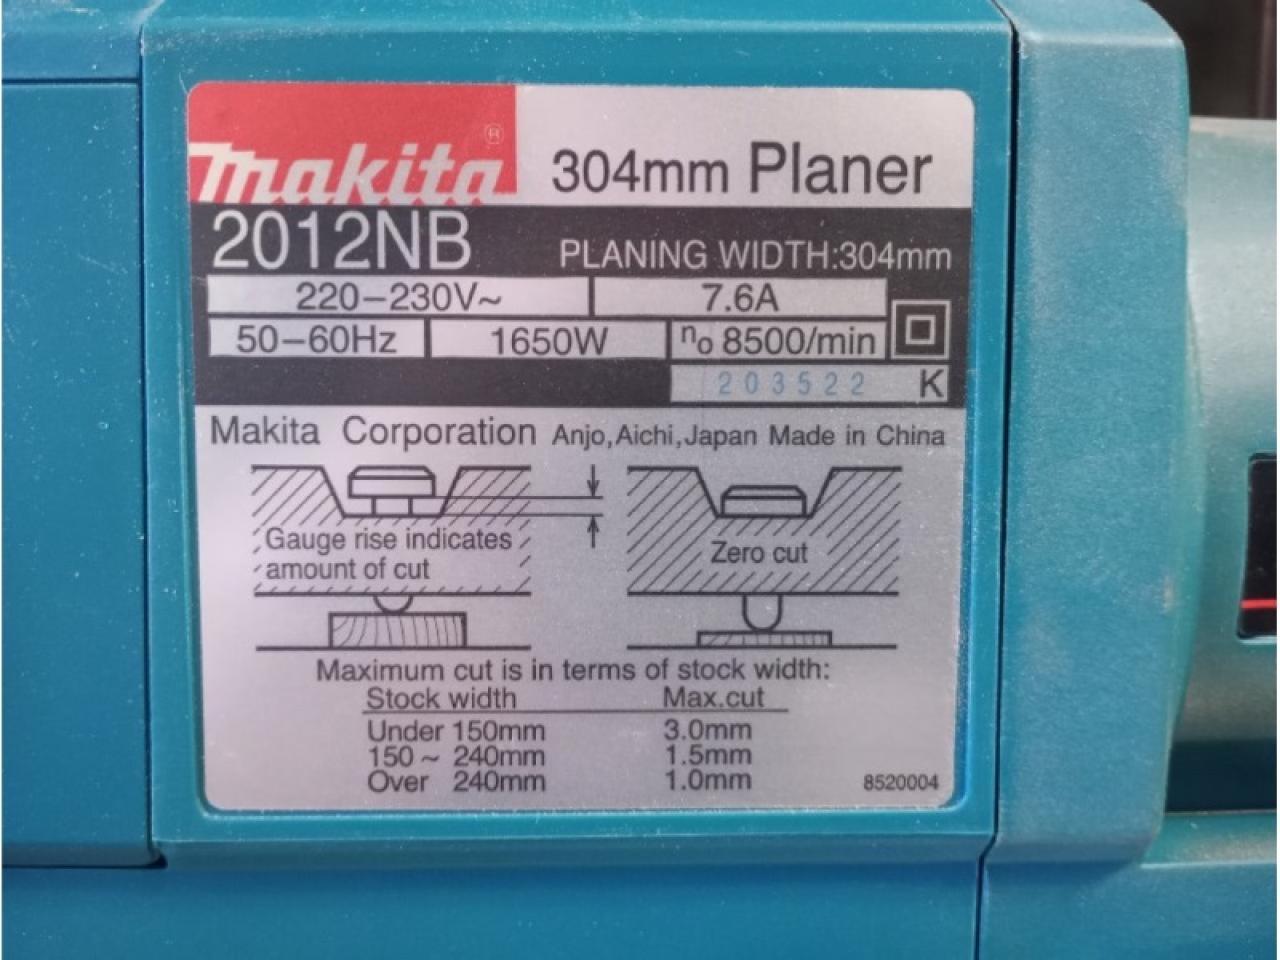 makita®
304mm Planer
2012NB PLANING WIDTH:304mm
220–230V~ 7.6A
50–60Hz 1650W n₀ 8500/min
203522 K
Makita Corporation Anjo,Aichi,Japan Made in China
Gauge rise indicates
amount of cut
Zero cut
Maximum cut is in terms of stock width:
Stock width Max.cut
Under 150mm 3.0mm
150 ~ 240mm 1.5mm
Over 240mm 1.0mm
8520004